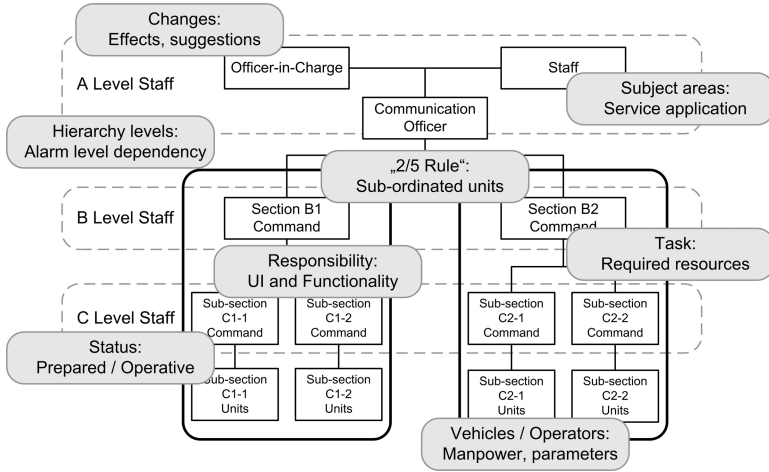 Changes:
Effects, suggestions
Officer-in-Charge
Staff
A Level Staff
Subject areas:
Service application
Communication
Officer
Hierarchy levels:
Alarm level dependency
„2/5 Rule“:
Sub-ordinated units
B Level Staff
Section B1
Command
Section B2
Command
Responsibility:
UI and Functionality
Task:
Required resources
C Level Staff
Sub-section
C1-1
Command
Sub-section
C1-2
Command
Sub-section
C2-1
Command
Sub-section
C2-2
Command
Status:
Prepared / Operative
Sub-section
C1-1
Units
Sub-section
C1-2
Units
Sub-section
C2-1
Units
Sub-section
C2-2
Units
Vehicles / Operators:
Manpower, parameters